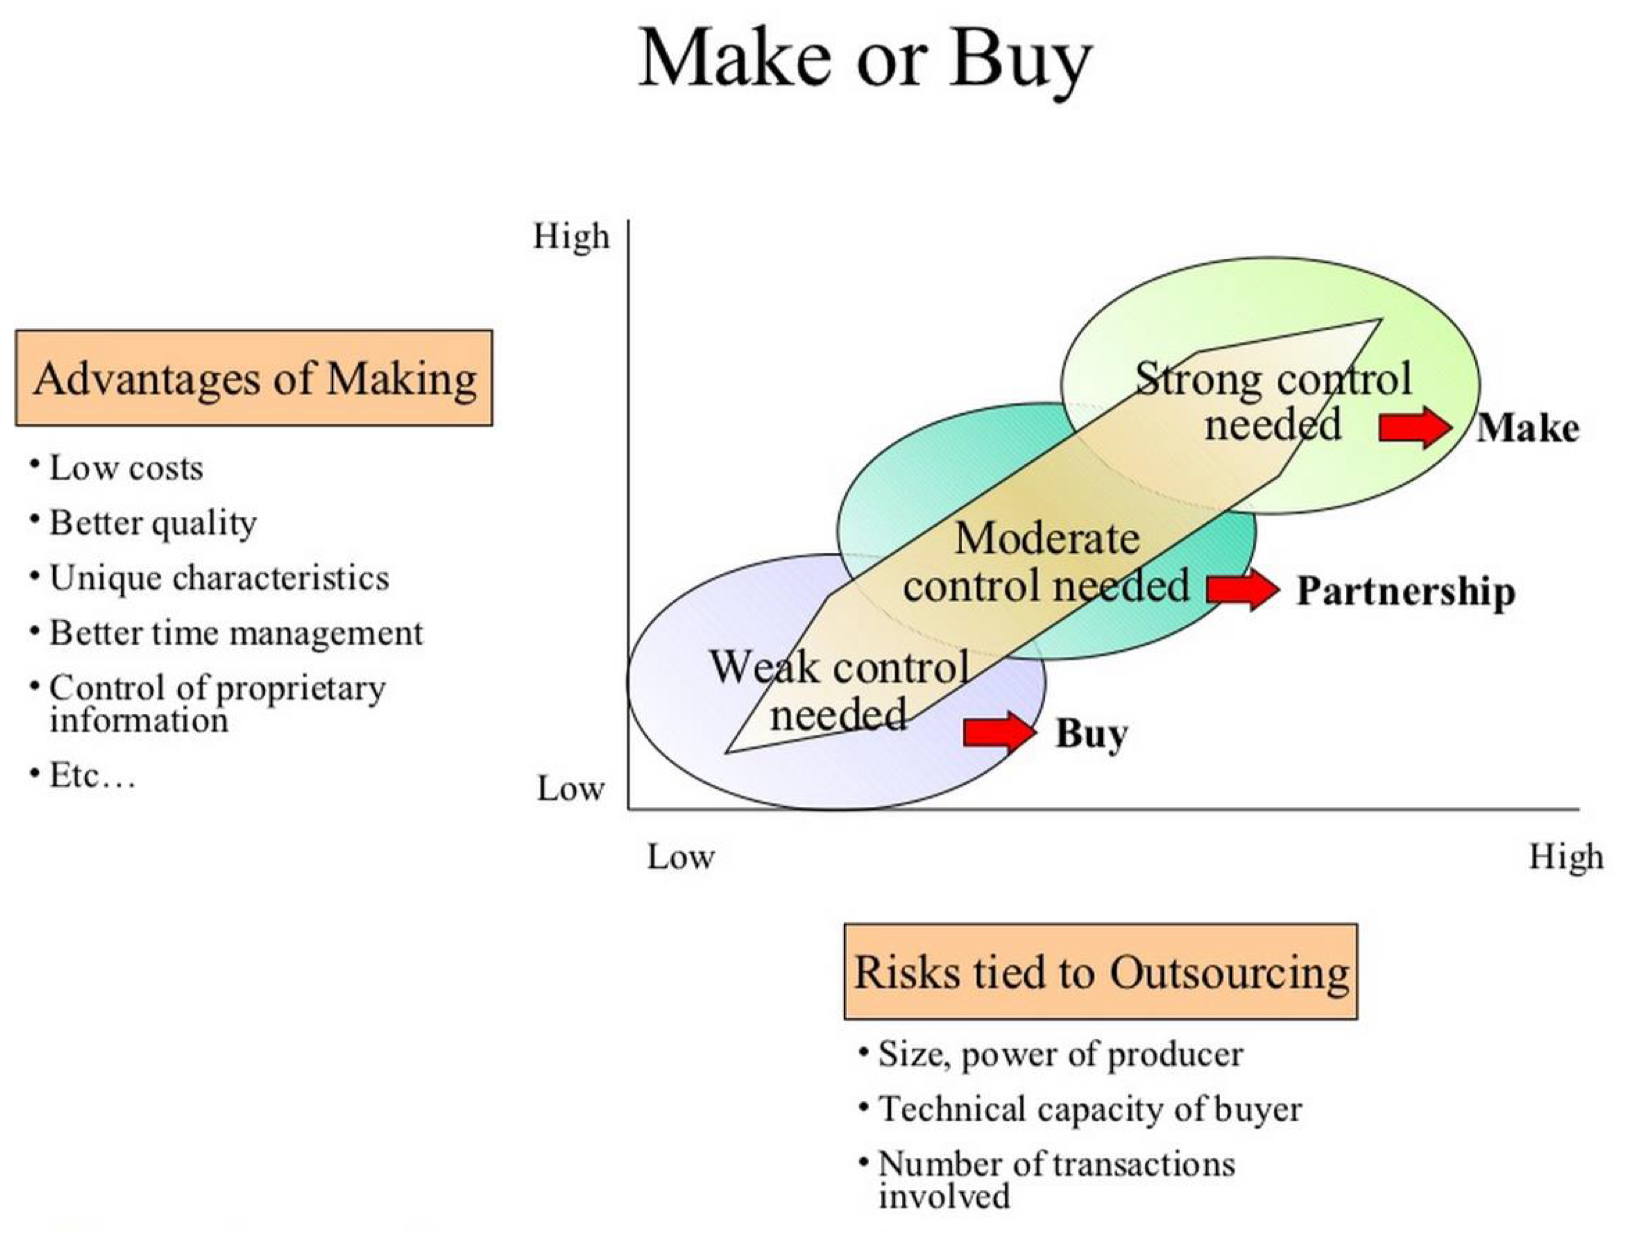 Make or Buy
High
Advantages of Making
• Low costs
• Better quality
• Unique characteristics
• Better time management
• Control of proprietary
information
• Etc…
Strong control
needed
Make
Moderate
control needed
Partnership
Weak control
needed
Buy
Low
Low
High
Risks tied to Outsourcing
• Size, power of producer
• Technical capacity of buyer
• Number of transactions
involved